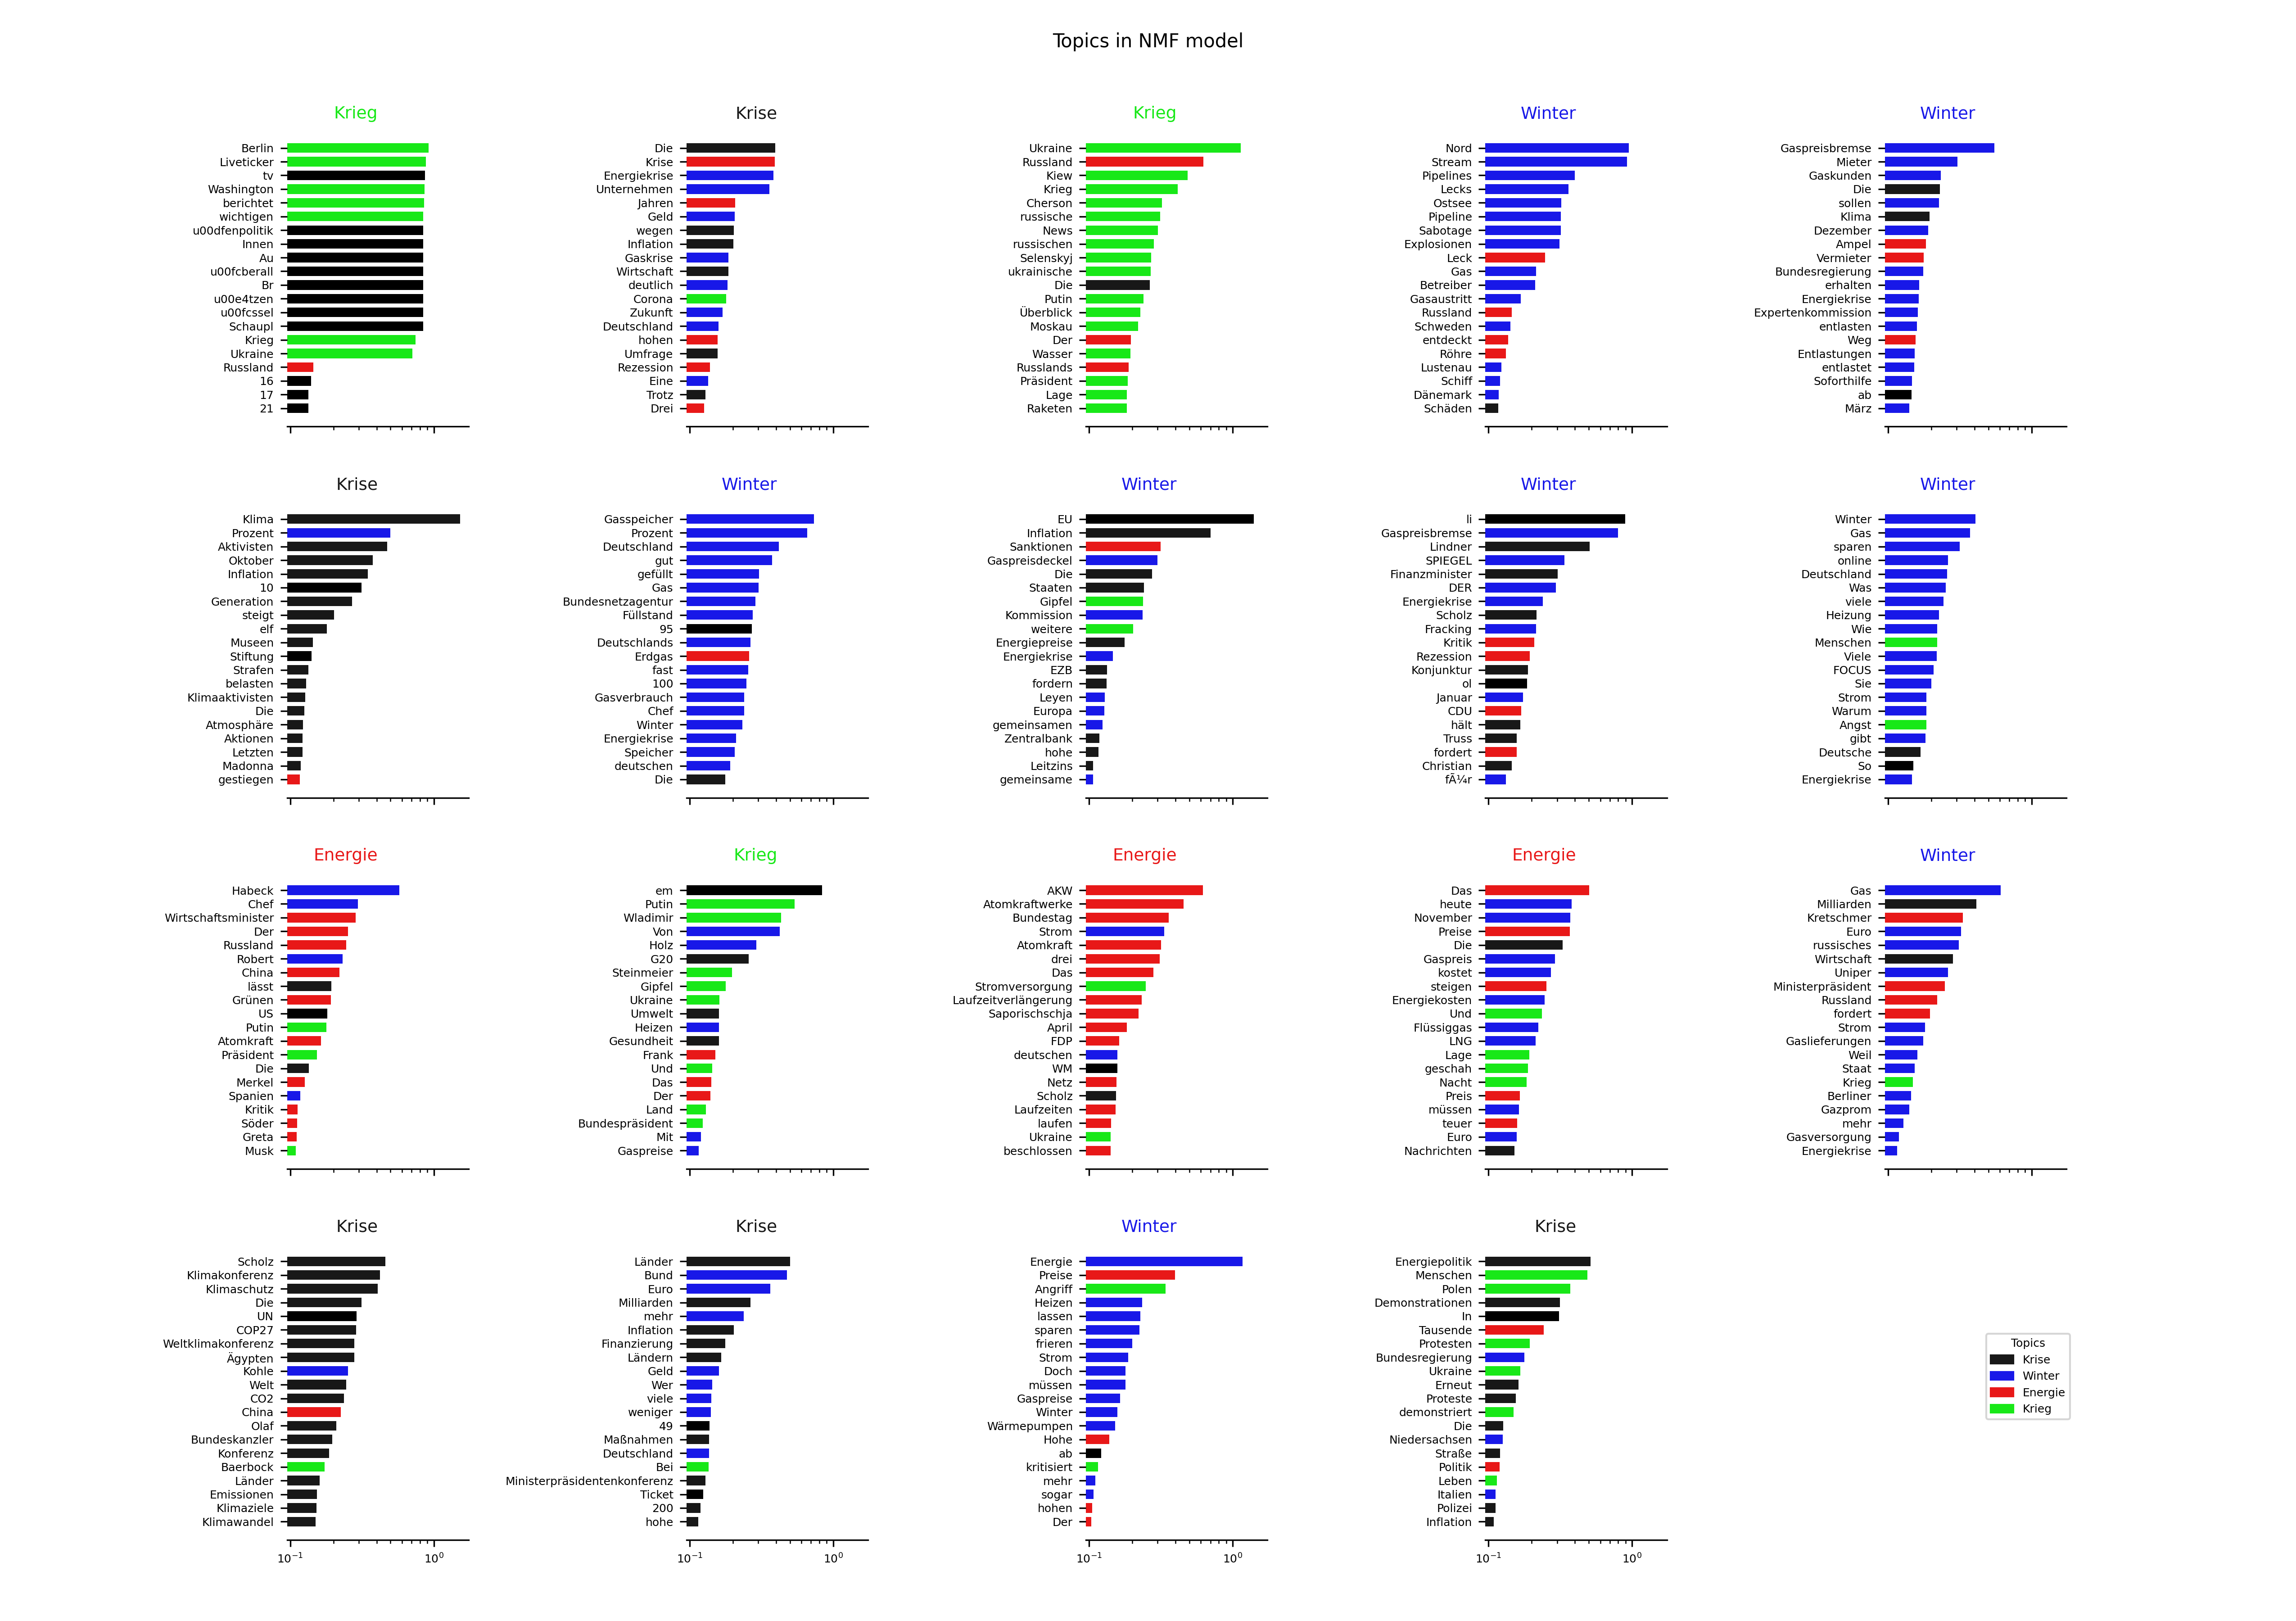 Topics in NMF model
Krieg
Berlin
Liveticker
tv
Washington
berichtet
wichtigen
u00dfenpolitik
Innen
Au
u00fcberall
Br
u00e4tzen
u00fcssel
Schaupl
Krieg
Ukraine
Russland
16
17
21
Krise
Die
Krise
Energiekrise
Unternehmen
Jahren
Geld
wegen
Inflation
Gaskrise
Wirtschaft
deutlich
Corona
Zukunft
Deutschland
hohen
Umfrage
Rezession
Eine
Trotz
Drei
Krieg
Ukraine
Russland
Kiew
Krieg
Cherson
russische
News
russischen
Selenskyj
ukrainische
Die
Putin
Überblick
Moskau
Der
Wasser
Russlands
Präsident
Lage
Raketen
Winter
Nord
Stream
Pipelines
Lecks
Ostsee
Pipeline
Sabotage
Explosionen
Leck
Gas
Betreiber
Gasaustritt
Russland
Schweden
entdeckt
Röhre
Lustenau
Schiff
Dänemark
Schäden
Winter
Gaspreisbremse
Mieter
Gaskunden
Die
sollen
Klima
Dezember
Ampel
Vermieter
Bundesregierung
erhalten
Energiekrise
Expertenkommission
entlasten
Weg
Entlastungen
entlastet
Soforthilfe
ab
März
Krise
Klima
Prozent
Aktivisten
Oktober
Inflation
10
Generation
steigt
elf
Museen
Stiftung
Strafen
belasten
Klimaaktivisten
Die
Atmosphäre
Aktionen
Letzten
Madonna
gestiegen
Winter
Gasspeicher
Prozent
Deutschland
gut
gefüllt
Gas
Bundesnetzagentur
Füllstand
95
Deutschlands
Erdgas
fast
100
Gasverbrauch
Chef
Winter
Energiekrise
Speicher
deutschen
Die
Winter
EU
Inflation
Sanktionen
Gaspreisdeckel
Die
Staaten
Gipfel
Kommission
weitere
Energiepreise
Energiekrise
EZB
fordern
Leyen
Europa
gemeinsamen
Zentralbank
hohe
Leitzins
gemeinsame
Winter
li
Gaspreisbremse
Lindner
SPIEGEL
Finanzminister
DER
Energiekrise
Scholz
Fracking
Kritik
Rezession
Konjunktur
ol
Januar
CDU
hält
Truss
fordert
Christian
fÃ¼r
Winter
Winter
Gas
sparen
online
Deutschland
Was
viele
Heizung
Wie
Menschen
Viele
FOCUS
Sie
Strom
Warum
Angst
gibt
Deutsche
So
Energiekrise
Energie
Habeck
Chef
Wirtschaftsminister
Der
Russland
Robert
China
lässt
Grünen
US
Putin
Atomkraft
Präsident
Die
Merkel
Spanien
Kritik
Söder
Greta
Musk
Krieg
em
Putin
Wladimir
Von
Holz
G20
Steinmeier
Gipfel
Ukraine
Umwelt
Heizen
Gesundheit
Frank
Und
Das
Der
Land
Bundespräsident
Mit
Gaspreise
Energie
AKW
Atomkraftwerke
Bundestag
Strom
Atomkraft
drei
Das
Stromversorgung
Laufzeitverlängerung
Saporischschja
April
FDP
deutschen
WM
Netz
Scholz
Laufzeiten
laufen
Ukraine
beschlossen
Energie
Das
heute
November
Preise
Die
Gaspreis
kostet
steigen
Energiekosten
Und
Flüssiggas
LNG
Lage
geschah
Nacht
Preis
müssen
teuer
Euro
Nachrichten
Winter
Gas
Milliarden
Kretschmer
Euro
russisches
Wirtschaft
Uniper
Ministerpräsident
Russland
fordert
Strom
Gaslieferungen
Weil
Staat
Krieg
Berliner
Gazprom
mehr
Gasversorgung
Energiekrise
Krise
Scholz
Klimakonferenz
Klimaschutz
Die
UN
COP27
Weltklimakonferenz
Ägypten
Kohle
Welt
CO2
China
Olaf
Bundeskanzler
Konferenz
Baerbock
Länder
Emissionen
Klimaziele
Klimawandel
10⁻¹ 10⁰
Krise
Länder
Bund
Euro
Milliarden
mehr
Inflation
Finanzierung
Ländern
Geld
Wer
viele
weniger
49
Maßnahmen
Deutschland
Bei
Ministerpräsidentenkonferenz
Ticket
200
hohe
10⁻¹ 10⁰
Winter
Energie
Preise
Angriff
Heizen
lassen
sparen
frieren
Strom
Doch
müssen
Gaspreise
Winter
Wärmepumpen
Hohe
ab
kritisiert
mehr
sogar
hohen
Der
10⁻¹ 10⁰
Krise
Energiepolitik
Menschen
Polen
Demonstrationen
In
Tausende
Protesten
Bundesregierung
Ukraine
Erneut
Proteste
demonstriert
Die
Niedersachsen
Straße
Politik
Leben
Italien
Polizei
Inflation
10⁻¹ 10⁰
Topics
Krise
Winter
Energie
Krieg